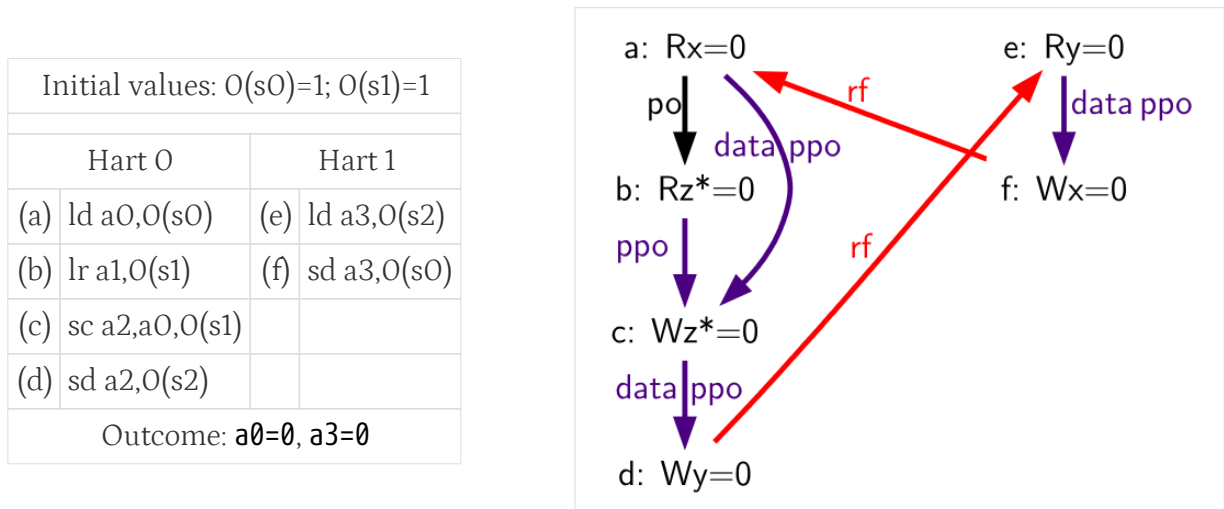 Initial values: 0(s0)=1; 0(s1)=1
Hart 0 Hart 1
(a) ld a0,0(s0) (e) ld a3,0(s2)
(b) lr a1,0(s1) (f) sd a3,0(s0)
(c) sc a2,a0,0(s1)
(d) sd a2,0(s2)
Outcome: a0=0, a3=0
a: Rx=0 e: Ry=0
rf
po data ppo
data ppo
b: Rz*=0 f: Wx=0
ppo rf
c: Wz*=0
data ppo
d: Wy=0